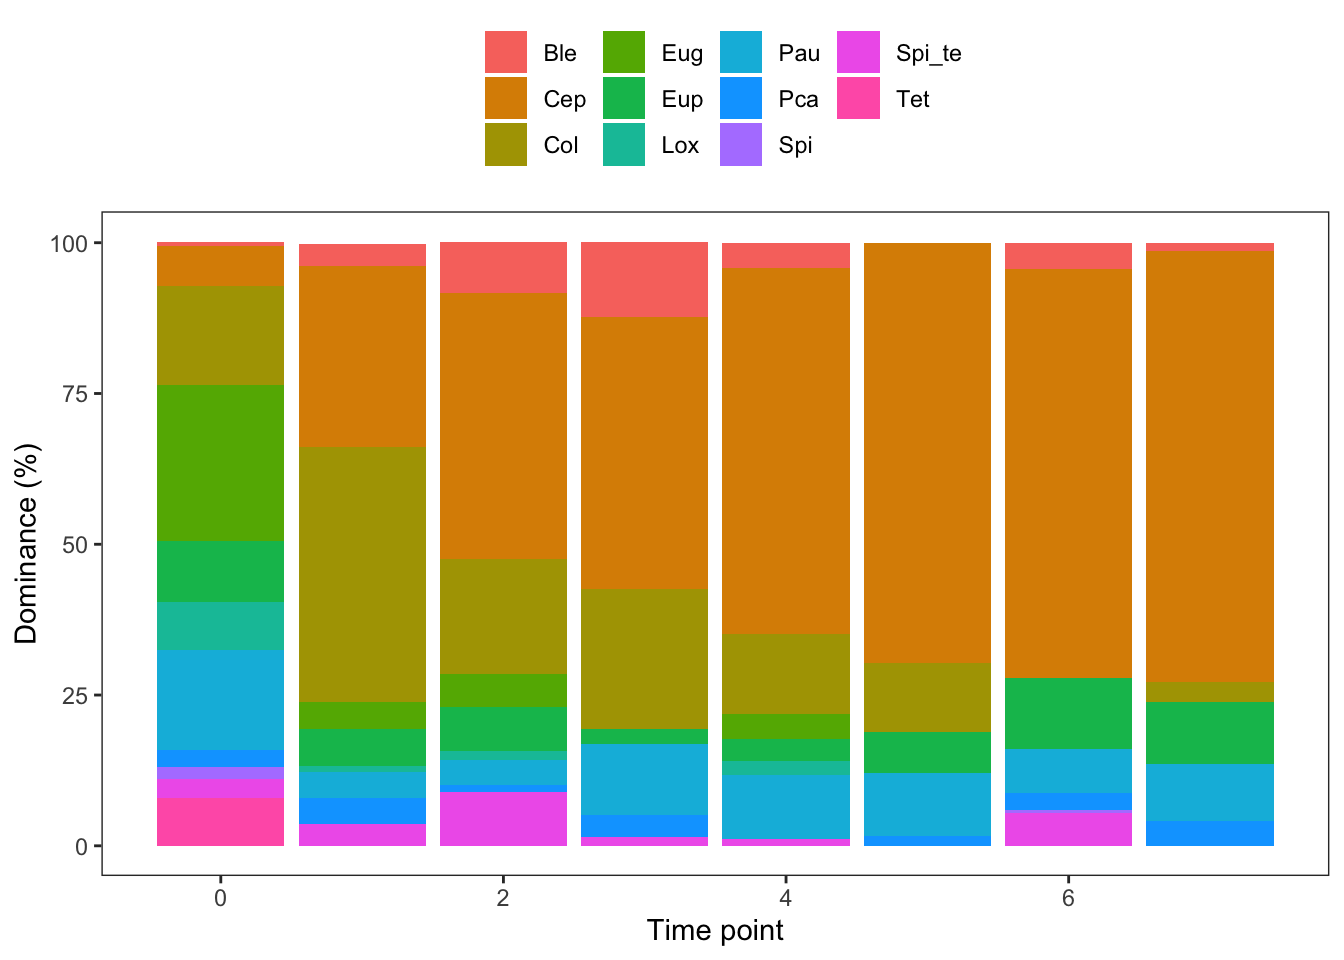 Ble Eug Pau Spi_te
Cep Eup Pca Tet
Col Lox Spi
100
75
50
25
0
Dominance (%)
0 2 4 6
Time point